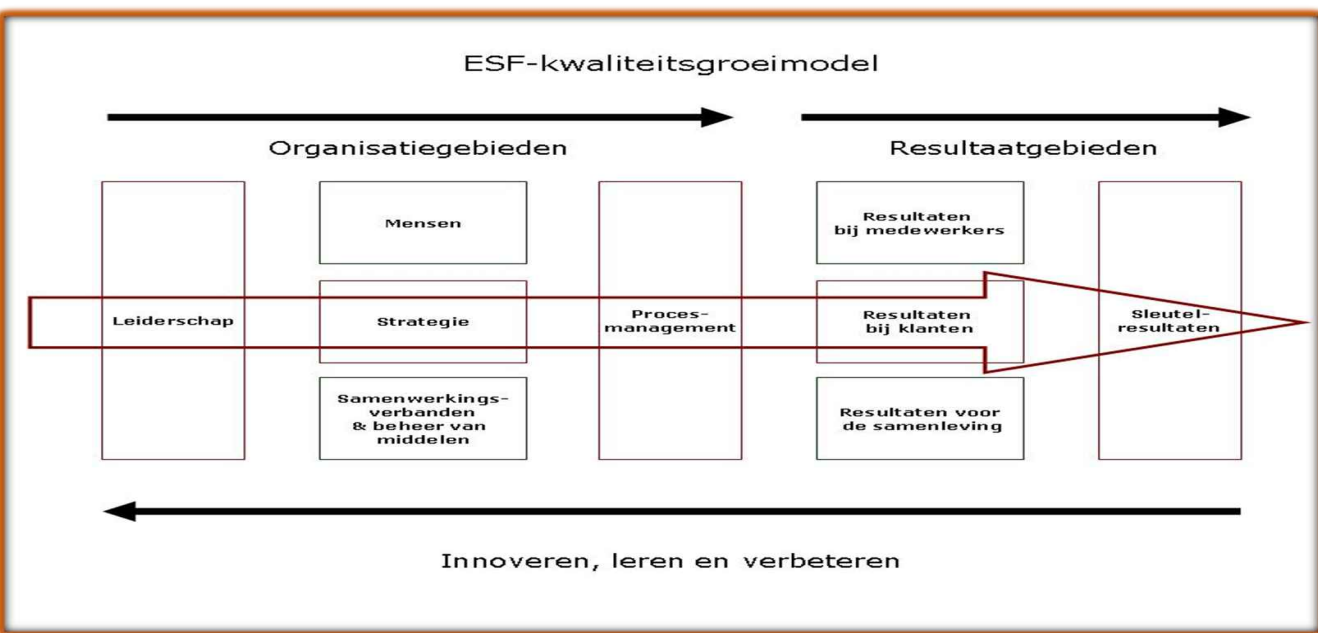 ESF-kwaliteitsgroeimodel
Organisatiegebieden
Resultaatgebieden
Leiderschap
Mensen
Strategie
Samenwerkings-
verbanden
& beheer van
middelen
Proces-
management
Resultaten
bij medewerkers
Resultaten
bij klanten
Resultaten voor
de samenleving
Sleutel-
resultaten
Innoveren, leren en verbeteren